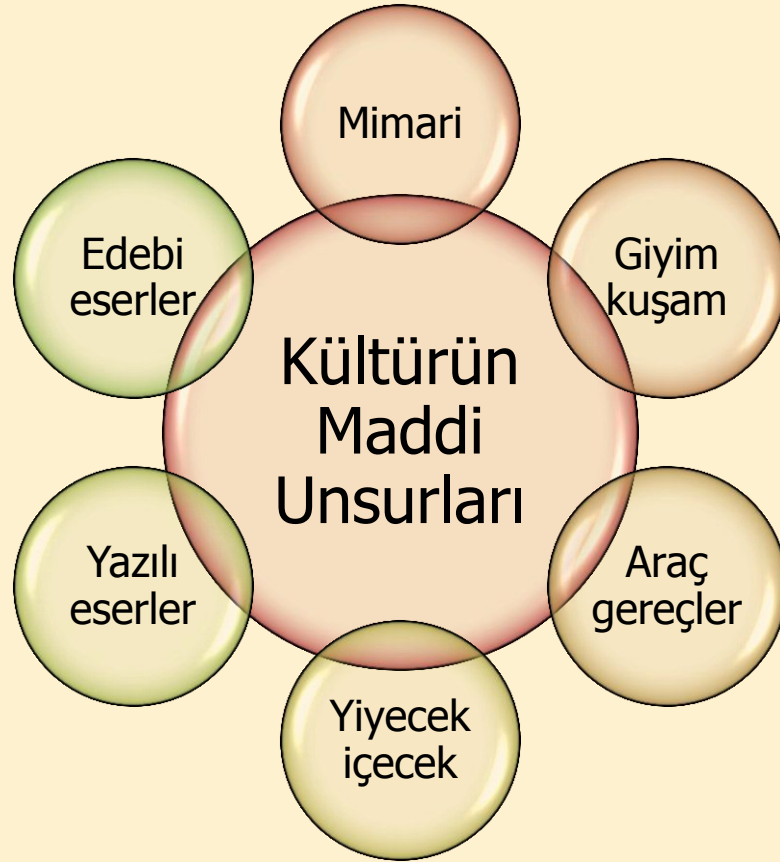 Mimari
Edebi
eserler
Giyim
kuşam
Kültürün
Maddi
Unsurları
Yazılı
eserler
Araç
gereçler
Yiyecek
içecek